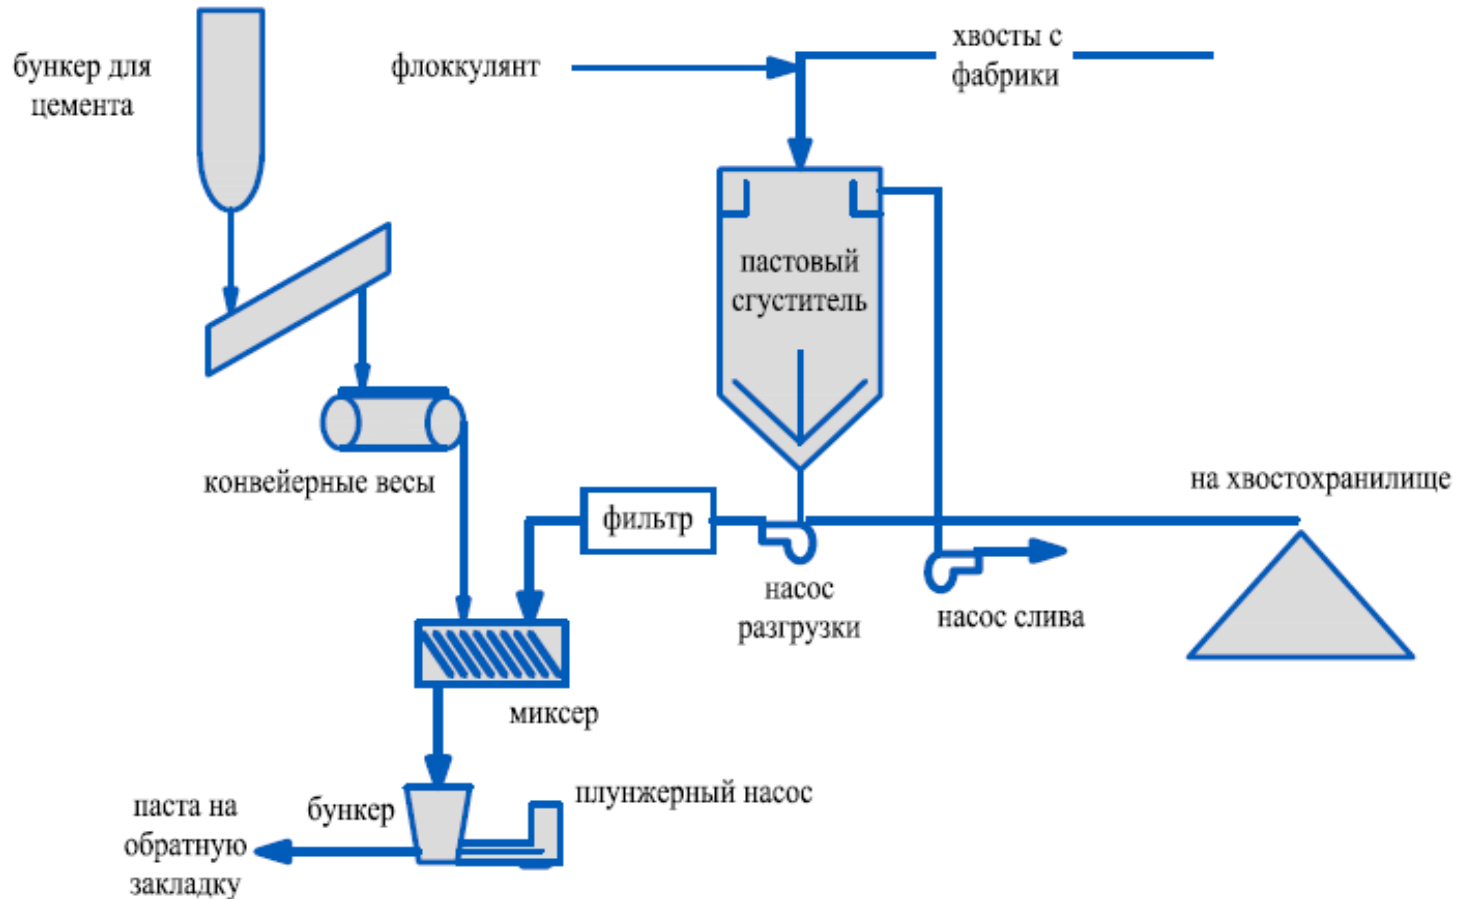 бункер для
цемента
флоккулянт
хвосты с
фабрики
пастовый
сгуститель
конвейерные весы
фильтр
насос
разгрузки
насос слива
на хвостохранилище
миксер
бункер
плунжерный насос
паста на
обратную
закладку